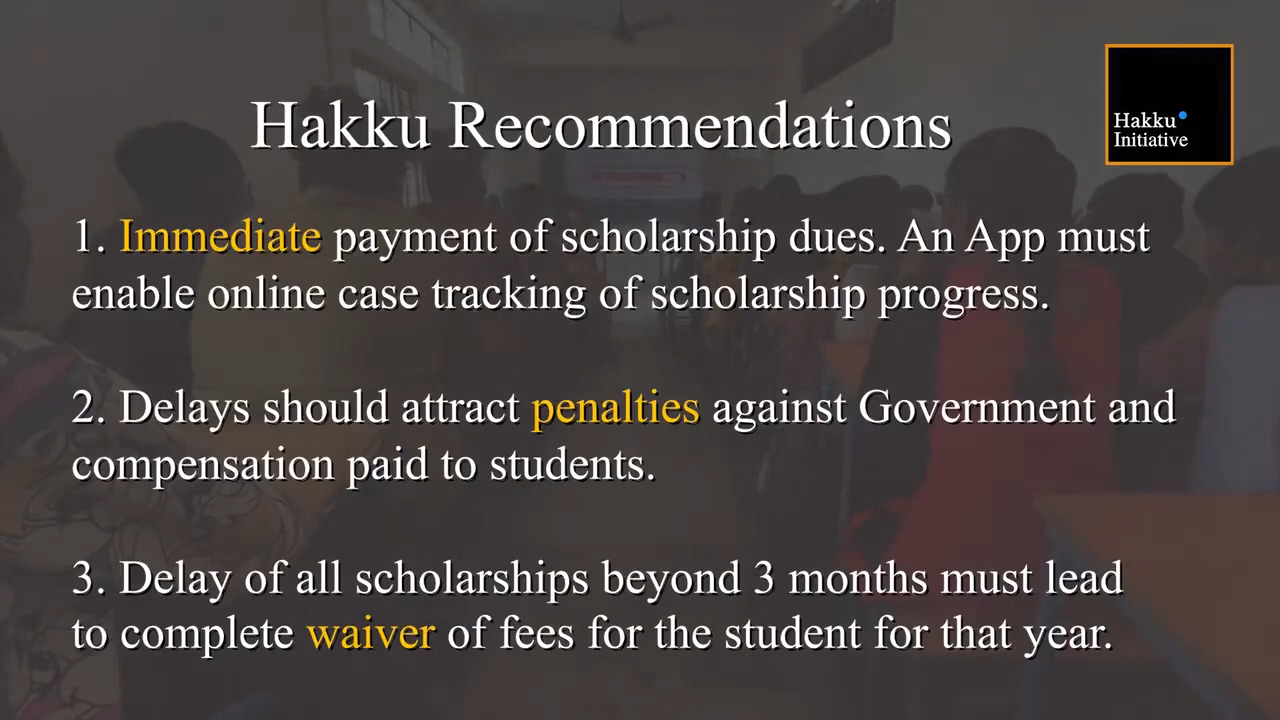 Hakku Recommendations
Hakku
Initiative
1. Immediate payment of scholarship dues. An App must
enable online case tracking of scholarship progress.
2. Delays should attract penalties against Government and
compensation paid to students.
3. Delay of all scholarships beyond 3 months must lead
to complete waiver of fees for the student for that year.